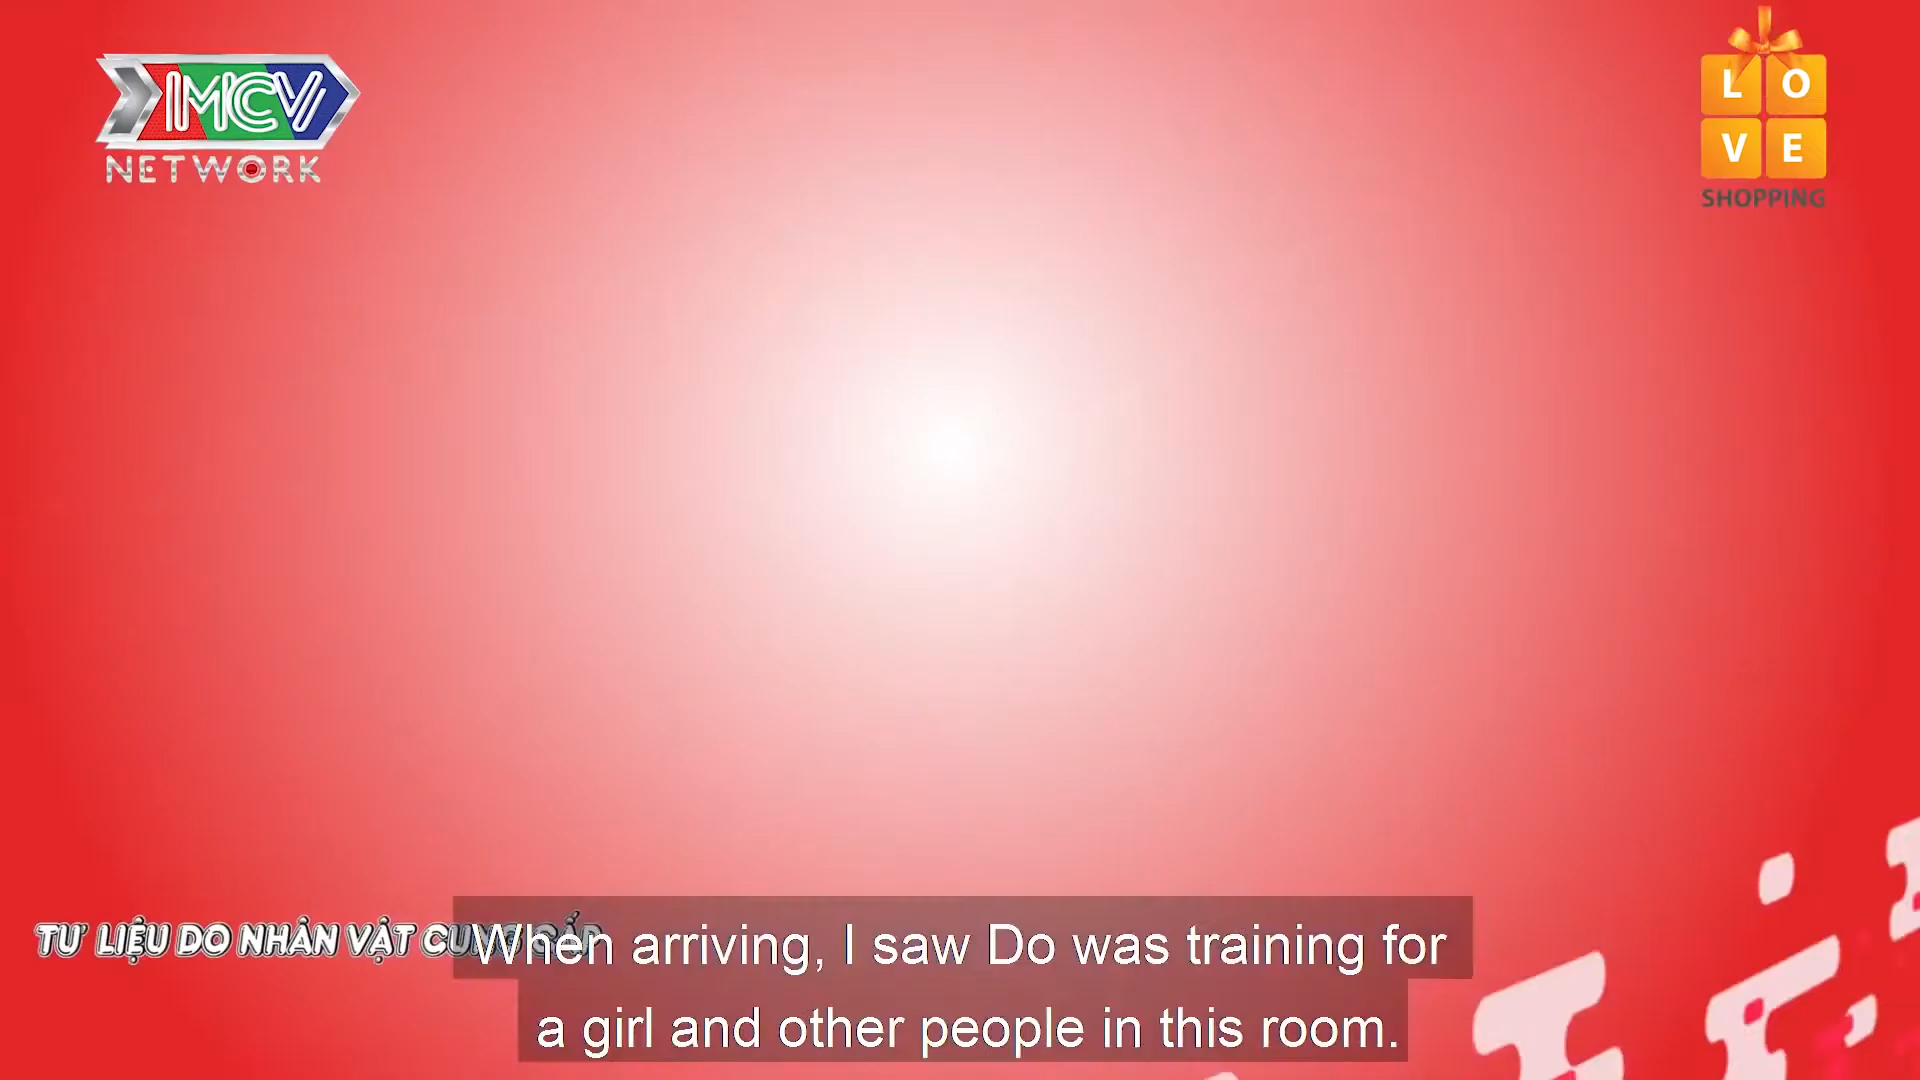 MCV
NETWORK
L O
V E
SHOPPING
TƯ LIỆU DO NHÂN VẬT CUNG CẤP
When arriving, I saw Do was training for
a girl and other people in this room.